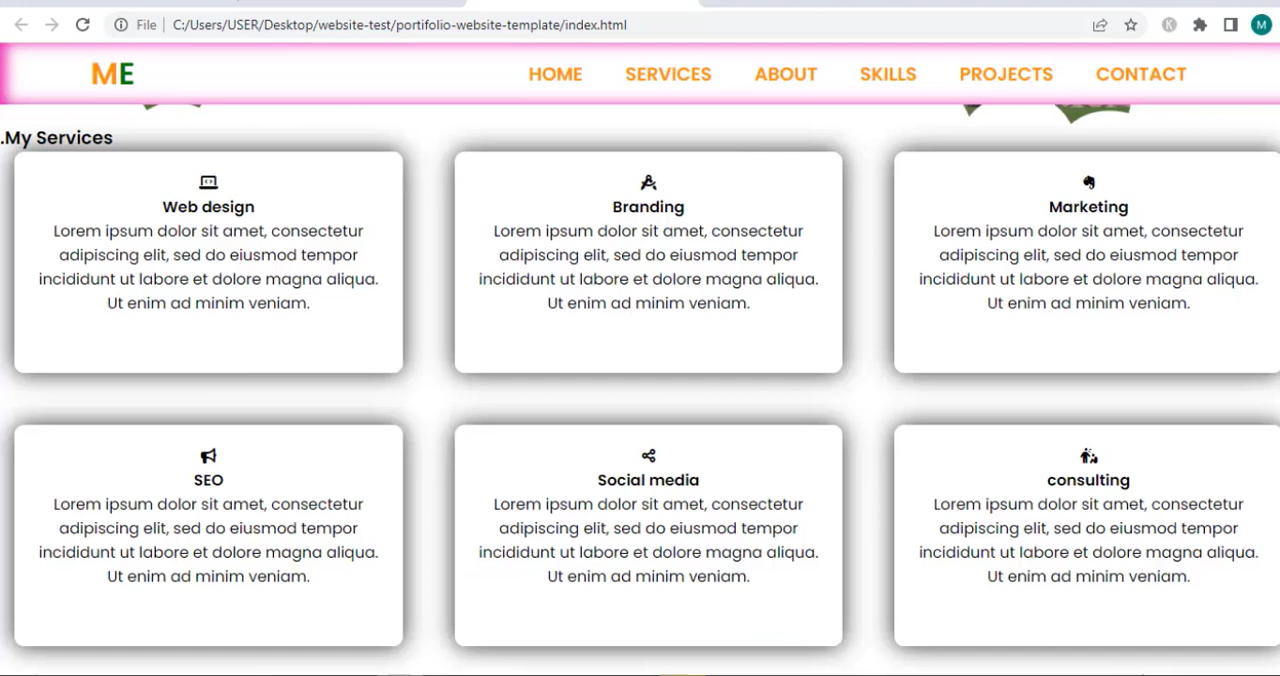 File
C:/Users/USER/Desktop/website-test/portifolio-website-template/index.html
M
ME
HOME
SERVICES
ABOUT
SKILLS
PROJECTS
CONTACT
.My Services
Web design
Lorem ipsum dolor sit amet, consectetur
adipiscing elit, sed do eiusmod tempor
incididunt ut labore et dolore magna aliqua.
Ut enim ad minim veniam.
Branding
Lorem ipsum dolor sit amet, consectetur
adipiscing elit, sed do eiusmod tempor
incididunt ut labore et dolore magna aliqua.
Ut enim ad minim veniam.
Marketing
Lorem ipsum dolor sit amet, consectetur
adipiscing elit, sed do eiusmod tempor
incididunt ut labore et dolore magna aliqua.
Ut enim ad minim veniam.
SEO
Lorem ipsum dolor sit amet, consectetur
adipiscing elit, sed do eiusmod tempor
incididunt ut labore et dolore magna aliqua.
Ut enim ad minim veniam.
Social media
Lorem ipsum dolor sit amet, consectetur
adipiscing elit, sed do eiusmod tempor
incididunt ut labore et dolore magna aliqua.
Ut enim ad minim veniam.
consulting
Lorem ipsum dolor sit amet, consectetur
adipiscing elit, sed do eiusmod tempor
incididunt ut labore et dolore magna aliqua.
Ut enim ad minim veniam.